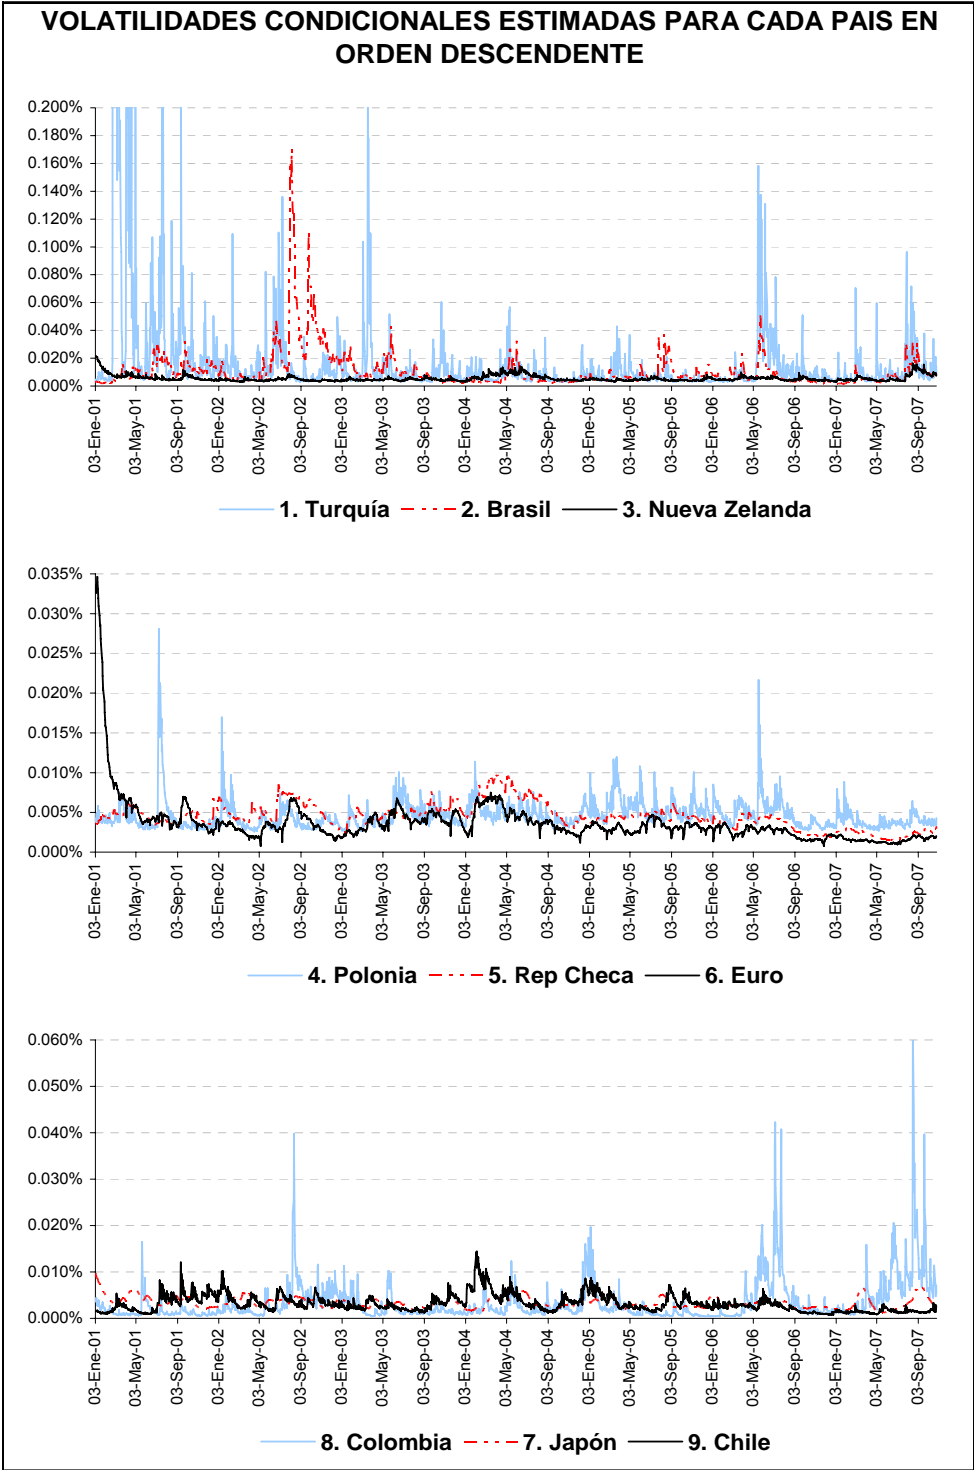 VOLATILIDADES CONDICIONALES ESTIMADAS PARA CADA PAIS EN
ORDEN DESCENDENTE
0.200%
0.180%
0.160%
0.140%
0.120%
0.100%
0.080%
0.060%
0.040%
0.020%
0.000%
03-Ene-01
03-May-01
03-Sep-01
03-Ene-02
03-May-02
03-Sep-02
03-Ene-03
03-May-03
03-Sep-03
03-Ene-04
03-May-04
03-Sep-04
03-Ene-05
03-May-05
03-Sep-05
03-Ene-06
03-May-06
03-Sep-06
03-Ene-07
03-May-07
03-Sep-07
1. Turquía 2. Brasil 3. Nueva Zelanda
0.035%
0.030%
0.025%
0.020%
0.015%
0.010%
0.005%
0.000%
03-Ene-01
03-May-01
03-Sep-01
03-Ene-02
03-May-02
03-Sep-02
03-Ene-03
03-May-03
03-Sep-03
03-Ene-04
03-May-04
03-Sep-04
03-Ene-05
03-May-05
03-Sep-05
03-Ene-06
03-May-06
03-Sep-06
03-Ene-07
03-May-07
03-Sep-07
4. Polonia 5. Rep Checa 6. Euro
0.060%
0.050%
0.040%
0.030%
0.020%
0.010%
0.000%
03-Ene-01
03-May-01
03-Sep-01
03-Ene-02
03-May-02
03-Sep-02
03-Ene-03
03-May-03
03-Sep-03
03-Ene-04
03-May-04
03-Sep-04
03-Ene-05
03-May-05
03-Sep-05
03-Ene-06
03-May-06
03-Sep-06
03-Ene-07
03-May-07
03-Sep-07
8. Colombia 7. Japón 9. Chile